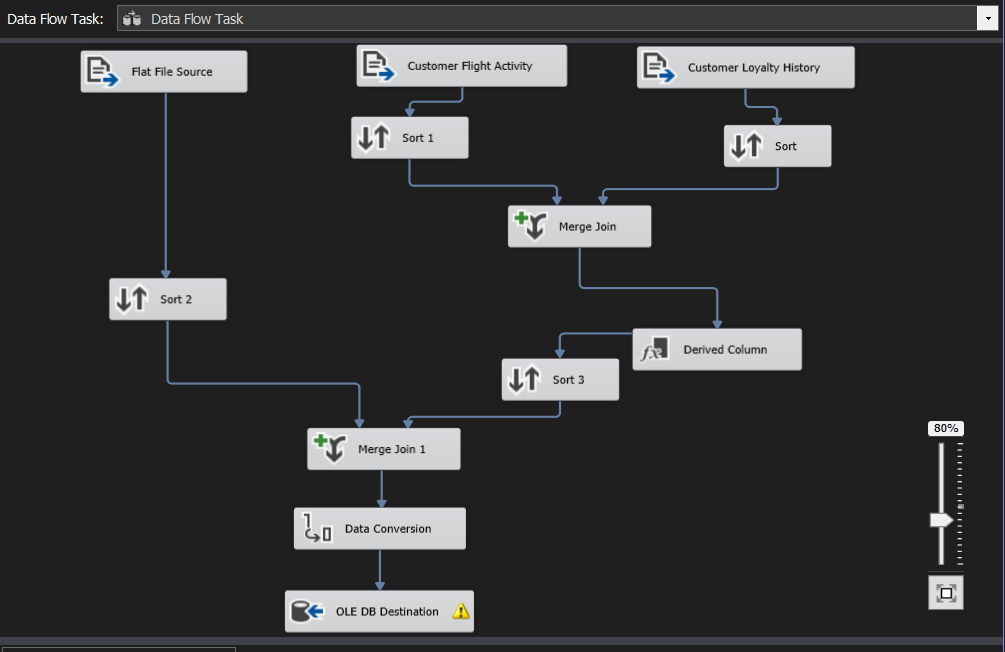 Data Flow Task: Data Flow Task
Flat File Source
Customer Flight Activity
Customer Loyalty History
Sort 1
Sort
Merge Join
Sort 2
Derived Column
Sort 3
Merge Join 1
80%
Data Conversion
OLE DB Destination